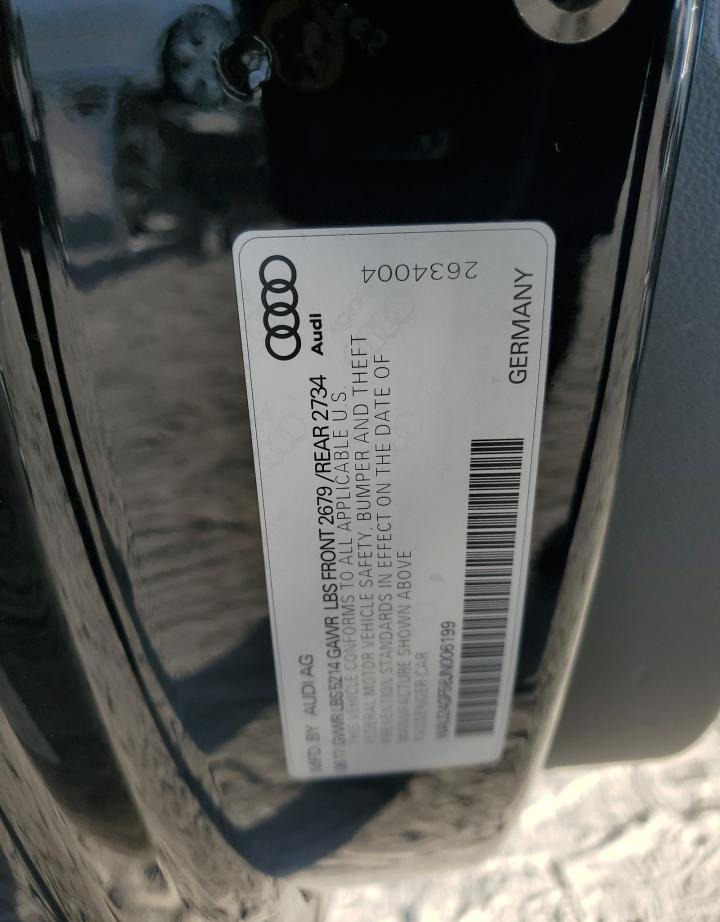 MFD BY AUDI AG
06 17 GVWR LBS 5214 GAWR LBS FRONT 2679 /REAR 2734
THIS VEHICLE CONFORMS TO ALL APPLICABLE U.S.
FEDERAL MOTOR VEHICLE SAFETY, BUMPER AND THEFT
PREVENTION STANDARDS IN EFFECT ON THE DATE OF
MANUFACTURE SHOWN ABOVE
PASSENGER CAR
Audi
2634004
GERMANY